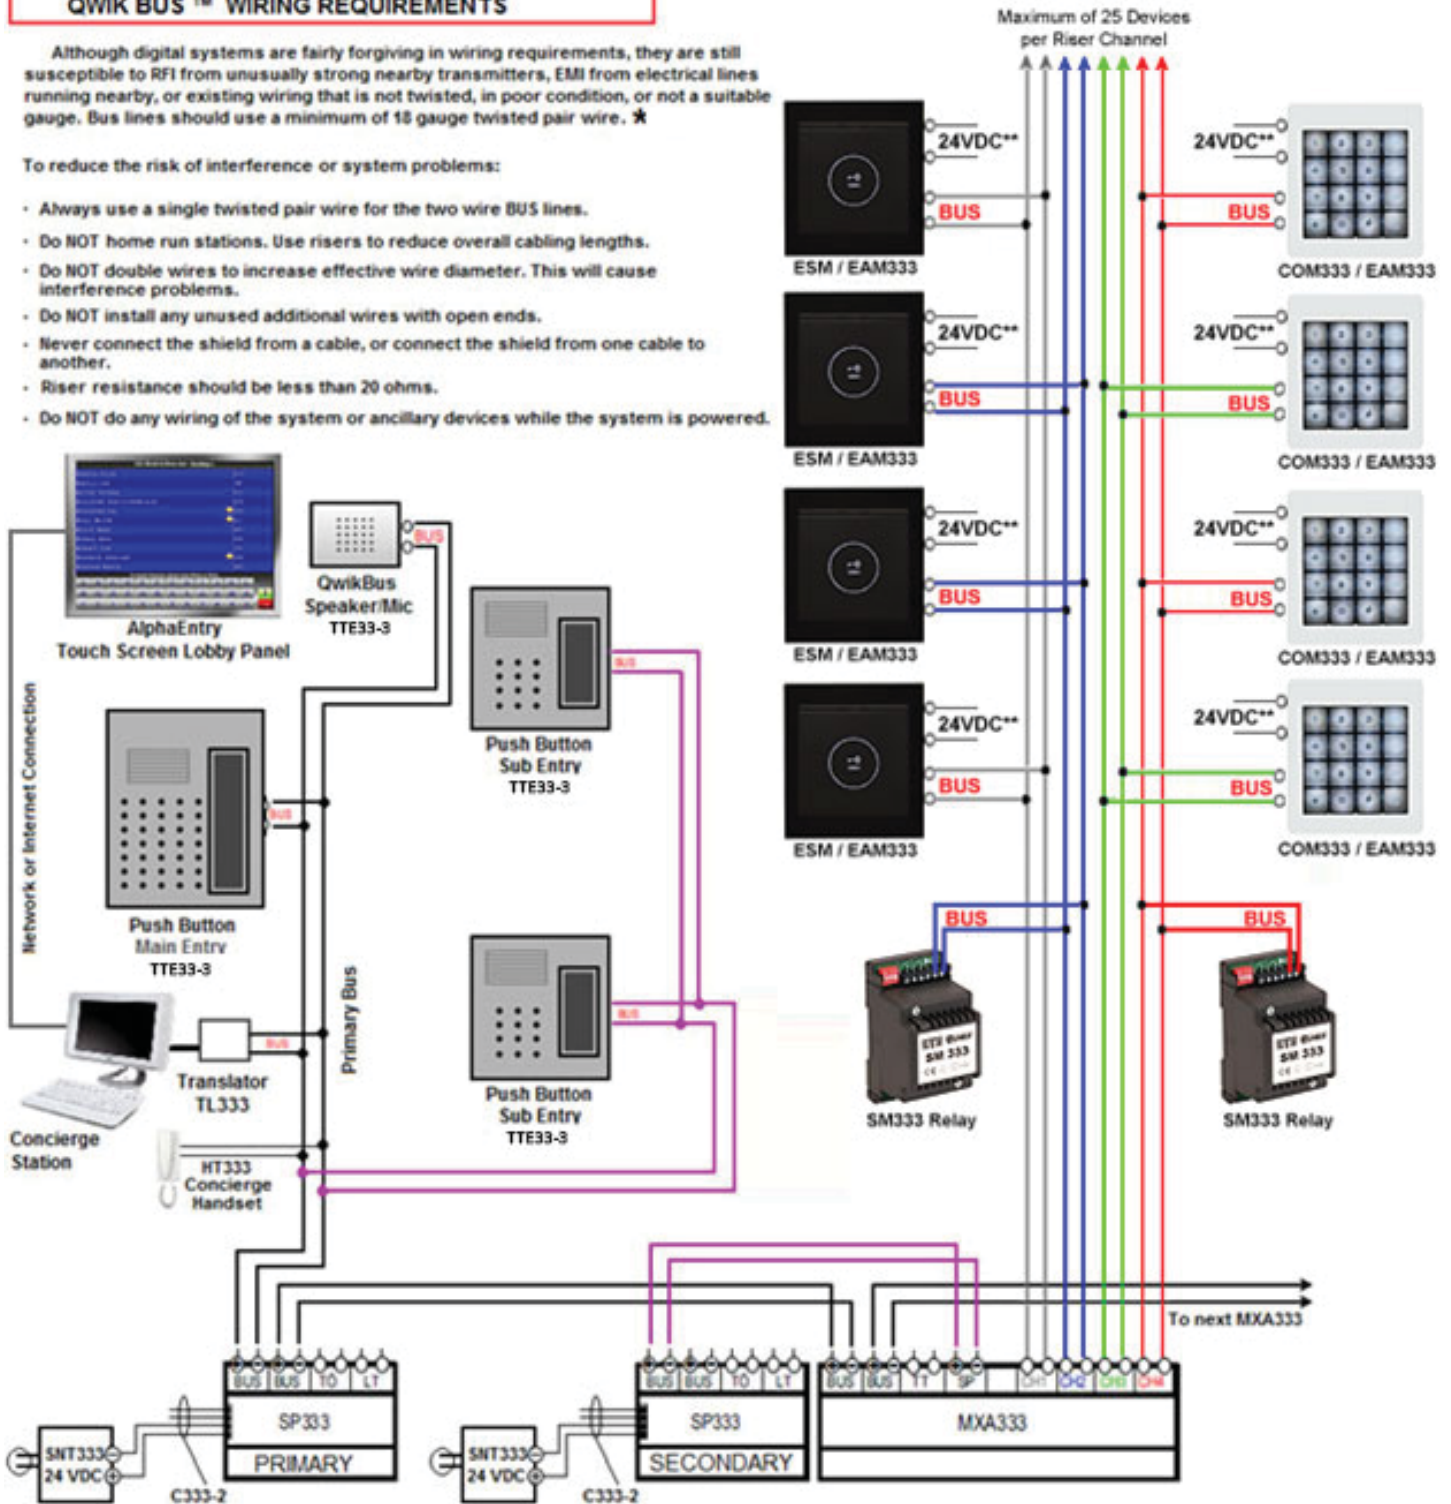 QWIK BUS ™ WIRING REQUIREMENTS
Although digital systems are fairly forgiving in wiring requirements, they are still
susceptible to RFI from unusually strong nearby transmitters, EMI from electrical lines
running nearby, or existing wiring that is not twisted, in poor condition, or not a suitable
gauge. Bus lines should use a minimum of 18 gauge twisted pair wire. *
To reduce the risk of interference or system problems:
· Always use a single twisted pair wire for the two wire BUS lines.
· Do NOT home run stations. Use risers to reduce overall cabling lengths.
· Do NOT double wires to increase effective wire diameter. This will cause
interference problems.
· Do NOT install any unused additional wires with open ends.
· Never connect the shield from a cable, or connect the shield from one cable to
another.
· Riser resistance should be less than 20 ohms.
· Do NOT do any wiring of the system or ancillary devices while the system is powered.
Maximum of 25 Devices
per Riser Channel
24VDC**
BUS
ESM / EAM333
24VDC**
BUS
COM333 / EAM333
24VDC**
BUS
ESM / EAM333
24VDC**
BUS
COM333 / EAM333
24VDC**
BUS
ESM / EAM333
24VDC**
BUS
COM333 / EAM333
24VDC**
BUS
ESM / EAM333
24VDC**
BUS
COM333 / EAM333
BUS
SM 333
SM333 Relay
BUS
SM 333
SM333 Relay
AlphaEntry
Touch Screen Lobby Panel
BUS
QwikBus
Speaker/Mic
TTE33-3
Network or Internet Connection
BUS
Push Button
Main Entry
TTE33-3
BUS
Push Button
Sub Entry
TTE33-3
BUS
Push Button
Sub Entry
TTE33-3
Primary Bus
BUS
Translator
TL333
Concierge
Station
HT333
Concierge
Handset
To next MXA333
BUS BUS TO LT
SP333
PRIMARY
SNT333
24 VDC
C333-2
BUS BUS TO LT
SP333
SECONDARY
SNT333
24 VDC
C333-2
BUS BUS TT SP CH1 CH2 CH3 CH4
MXA333